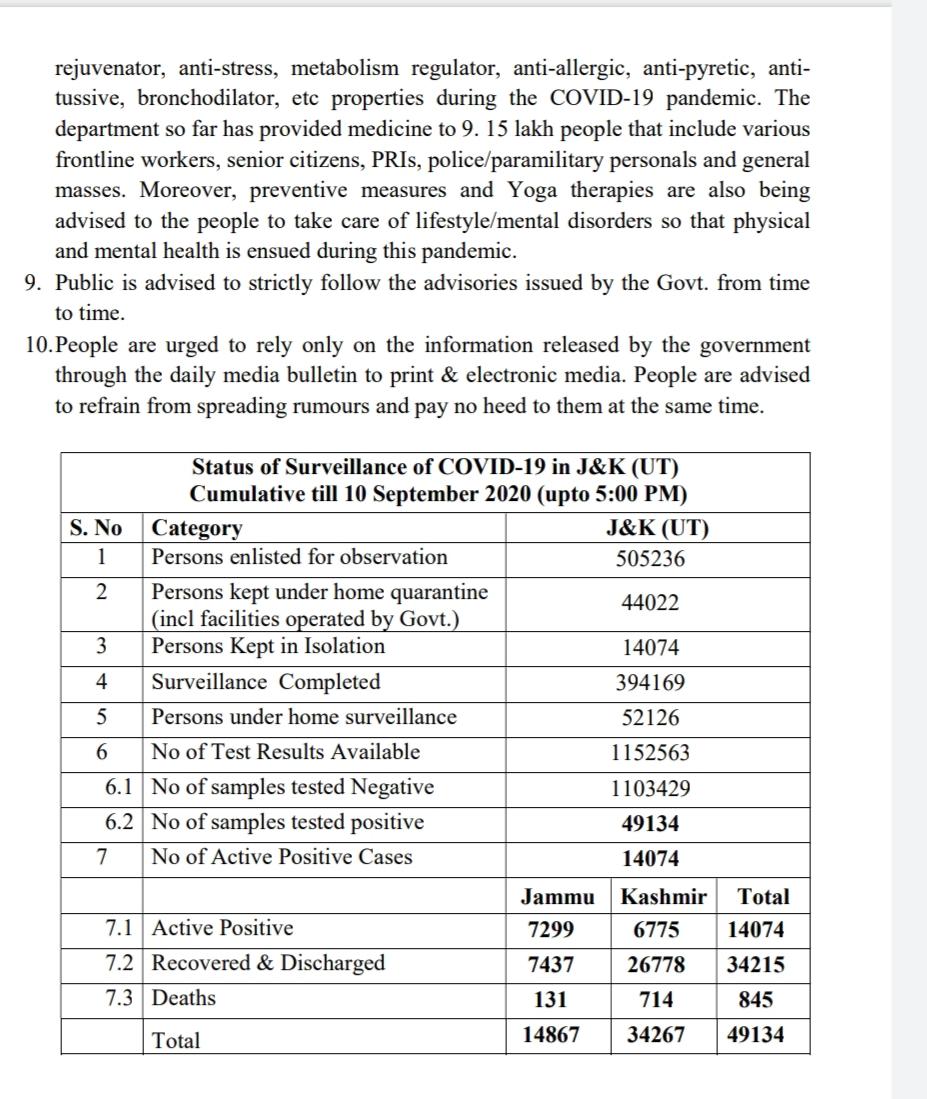 rejuvenator, anti-stress, metabolism regulator, anti-allergic, anti-pyretic, anti-
tussive, bronchodilator, etc properties during the COVID-19 pandemic. The
department so far has provided medicine to 9. 15 lakh people that include various
frontline workers, senior citizens, PRIs, police/paramilitary personals and general
masses. Moreover, preventive measures and Yoga therapies are also being
advised to the people to take care of lifestyle/mental disorders so that physical
and mental health is ensued during this pandemic.
9. Public is advised to strictly follow the advisories issued by the Govt. from time
to time.
10.People are urged to rely only on the information released by the government
through the daily media bulletin to print & electronic media. People are advised
to refrain from spreading rumours and pay no heed to them at the same time.
Status of Surveillance of COVID-19 in J&K (UT)
Cumulative till 10 September 2020 (upto 5:00 PM)
S. No Category J&K (UT)
1 Persons enlisted for observation 505236
2 Persons kept under home quarantine
(incl facilities operated by Govt.) 44022
3 Persons Kept in Isolation 14074
4 Surveillance Completed 394169
5 Persons under home surveillance 52126
6 No of Test Results Available 1152563
6.1 No of samples tested Negative 1103429
6.2 No of samples tested positive 49134
7 No of Active Positive Cases 14074
Jammu Kashmir Total
7.1 Active Positive 7299 6775 14074
7.2 Recovered & Discharged 7437 26778 34215
7.3 Deaths 131 714 845
Total 14867 34267 49134